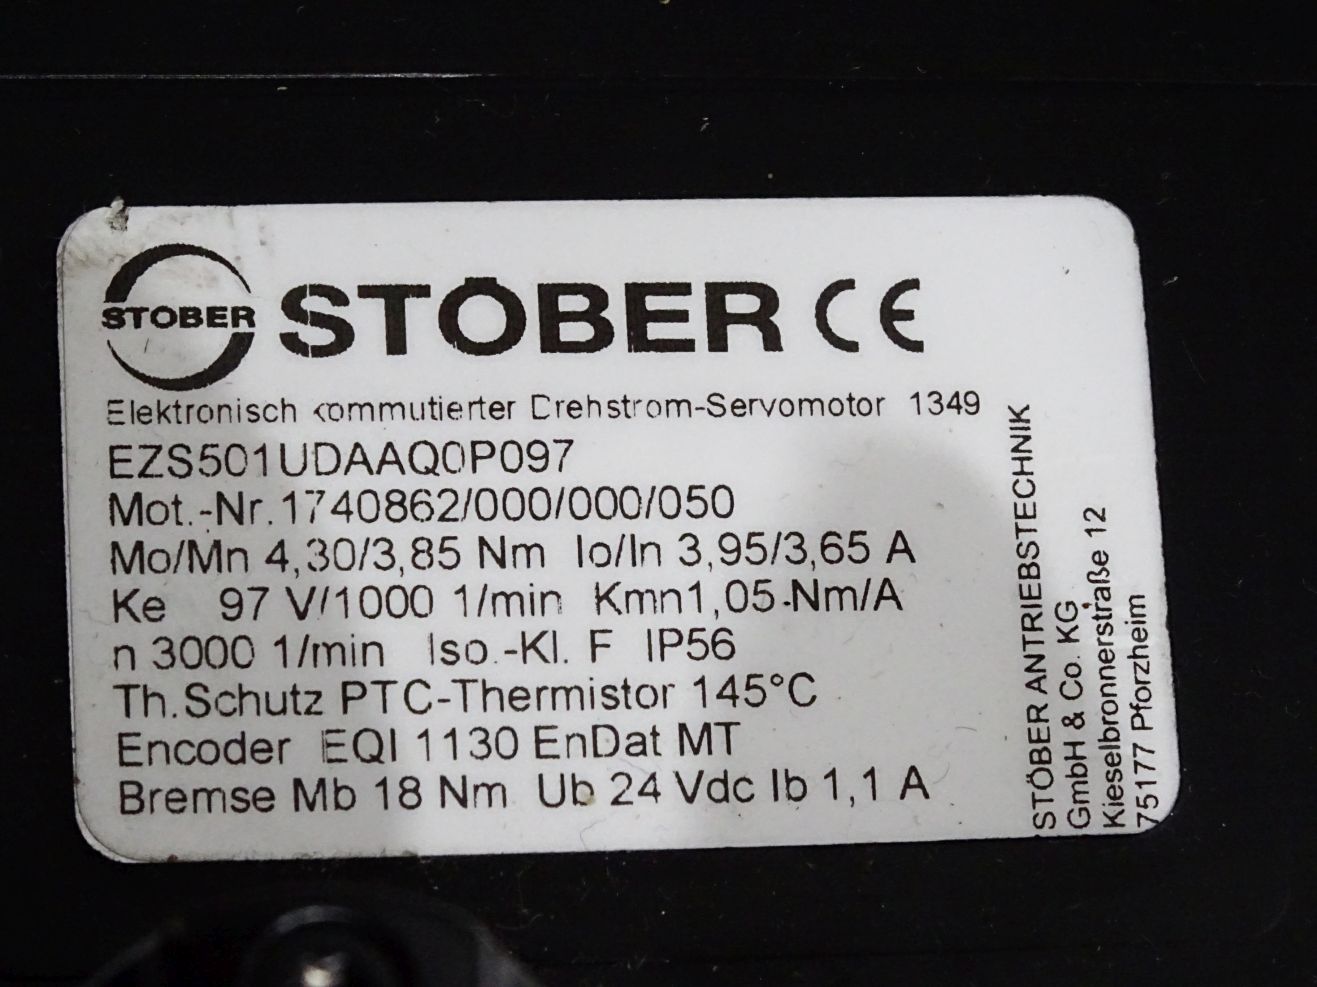 STÖBER STÖBER CE
Elektronisch kommutierter Drehstrom-Servomotor 1349
EZS501UDAAQ0P097
Mot.-Nr.1740862/000/000/050
Mo/Mn 4,30/3,85 Nm Io/In 3,95/3,65 A
Ke 97 V/1000 1/min Kmn1,05 Nm/A
n 3000 1/min Iso.-Kl. F IP56
Th.Schutz PTC-Thermistor 145°C
Encoder EQI 1130 EnDat MT
Bremse Mb 18 Nm Ub 24 Vdc Ib 1,1 A
STÖBER ANTRIEBSTECHNIK
GmbH & Co. KG
Kieselbronnerstraße 12
75177 Pforzheim